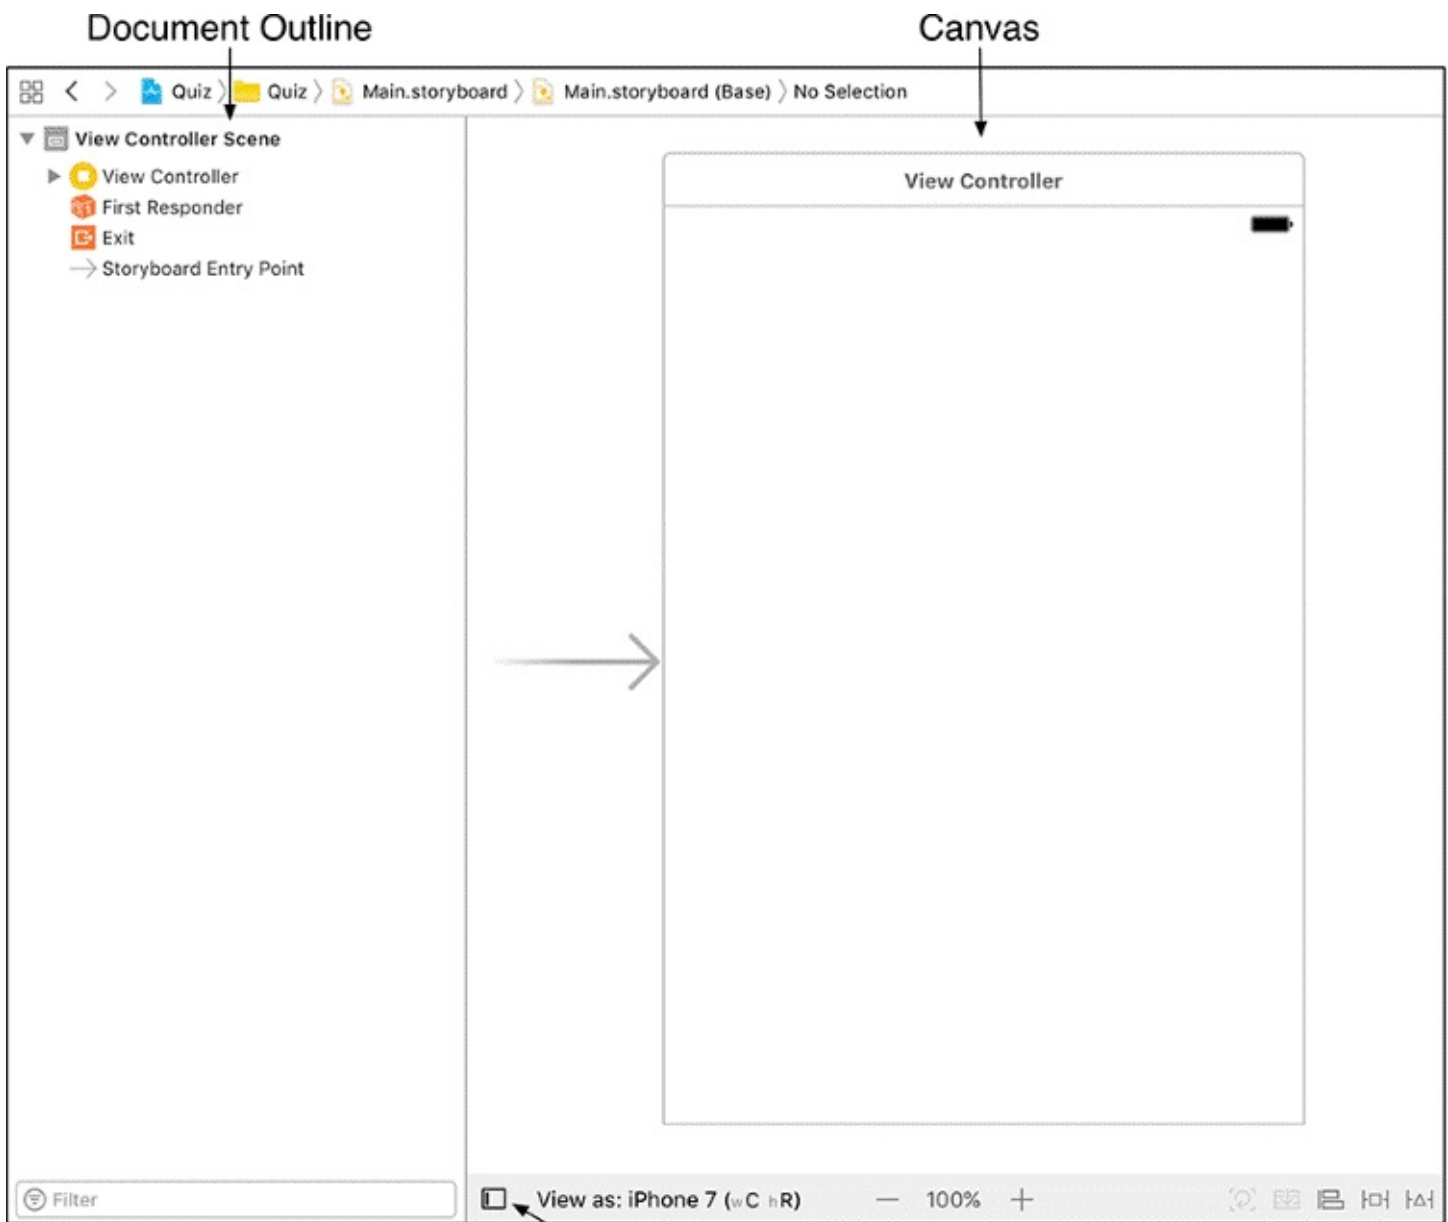 Document Outline
Canvas
Quiz 〉 Quiz 〉 Main.storyboard 〉 Main.storyboard (Base) 〉 No Selection
View Controller Scene
View Controller
First Responder
Exit
Storyboard Entry Point
View Controller
Filter
View as: iPhone 7 (wC hR)
100%